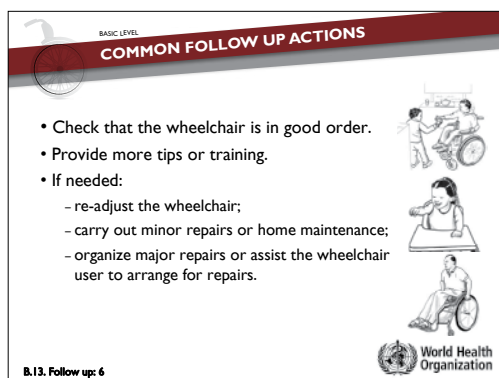 BASIC LEVEL
COMMON FOLLOW UP ACTIONS
• Check that the wheelchair is in good order.
• Provide more tips or training.
• If needed:
– re-adjust the wheelchair;
– carry out minor repairs or home maintenance;
– organize major repairs or assist the wheelchair
user to arrange for repairs.
World Health
Organization
B.13. Follow up: 6